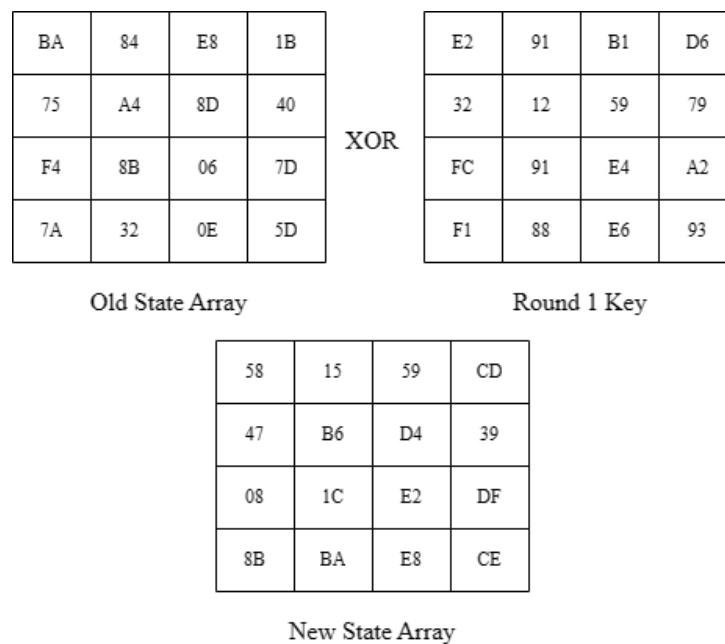 BA 84 E8 1B E2 91 B1 D6
75 A4 8D 40 32 12 59 79
XOR
F4 8B 06 7D FC 91 E4 A2
7A 32 0E 5D F1 88 E6 93
Old State Array Round 1 Key
58 15 59 CD
47 B6 D4 39
08 1C E2 DF
8B BA E8 CE
New State Array